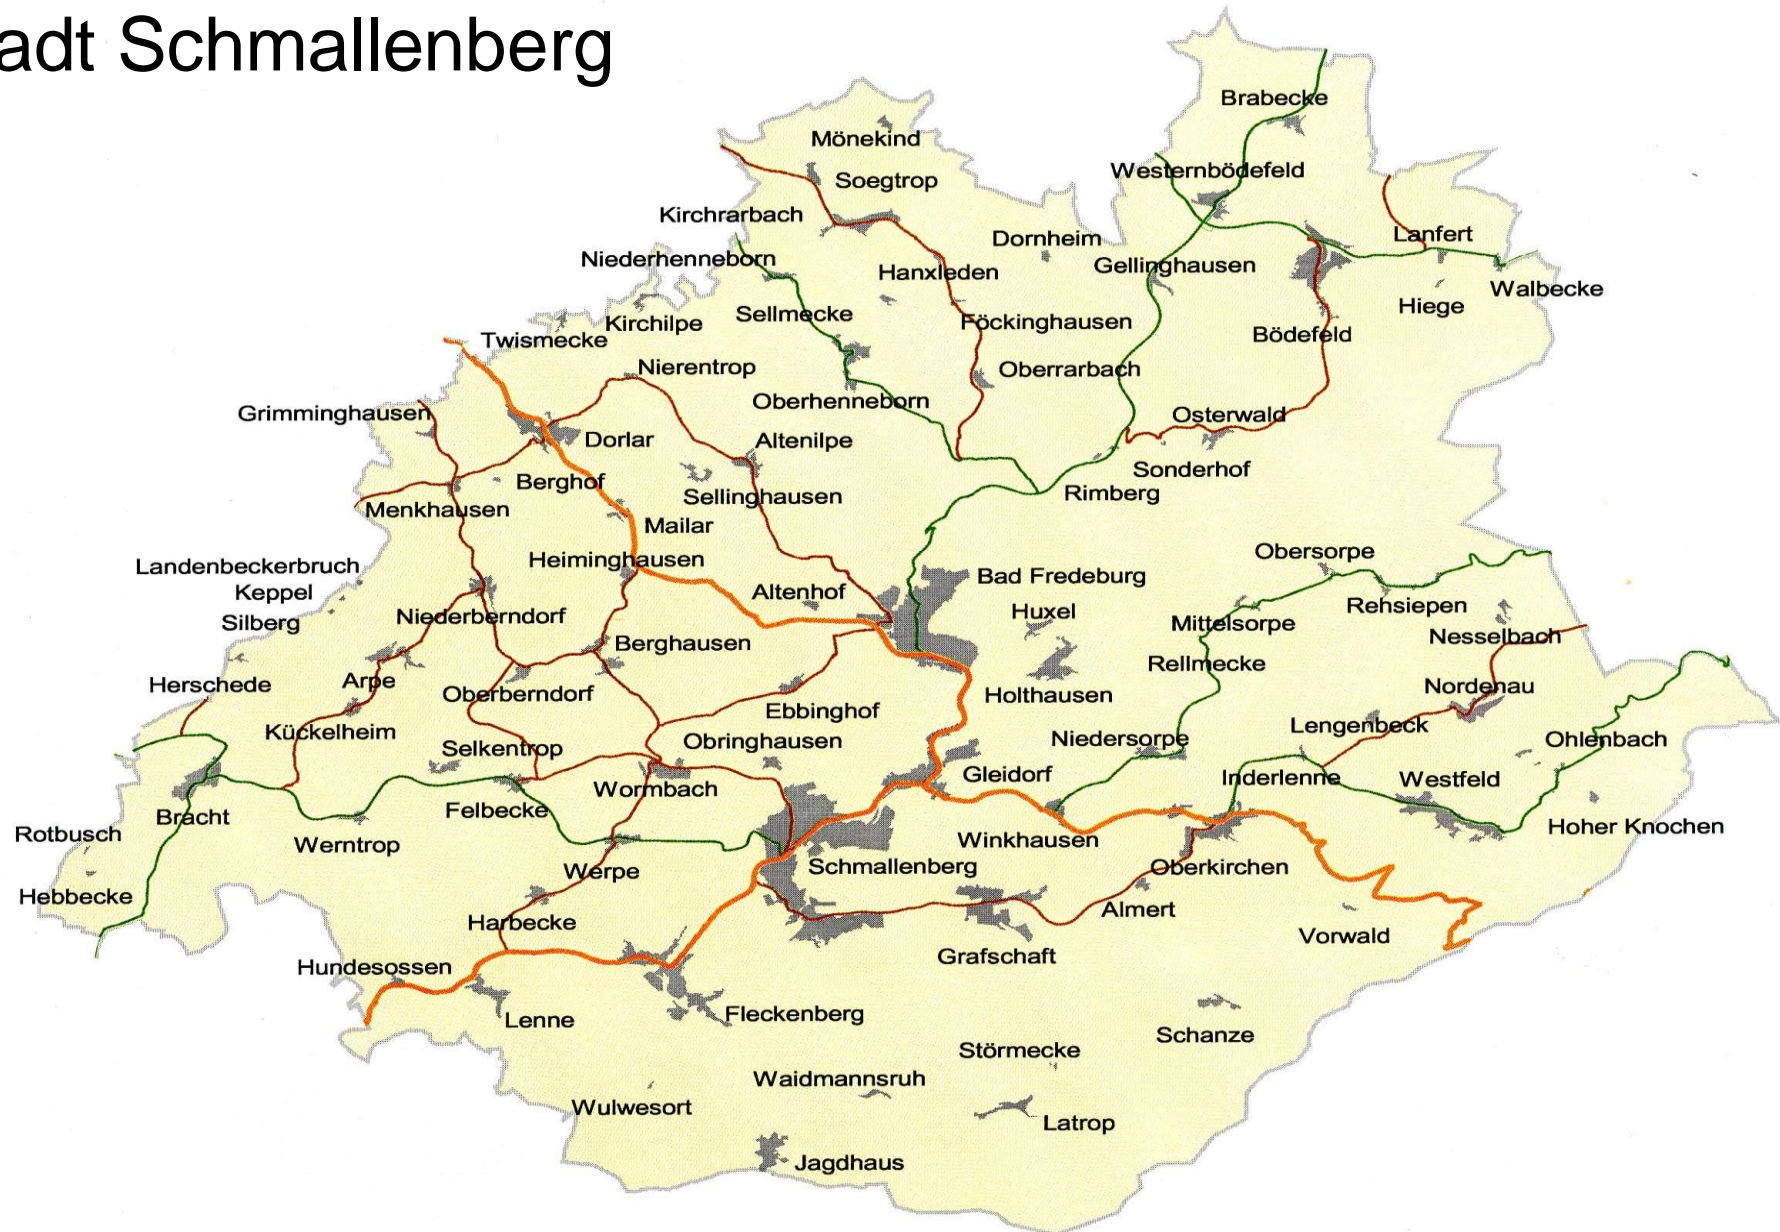 adt Schmallenberg
Brabecke
Mönekind
Westernbödefeld
Soegtrop
Kirchrarbach
Dornheim
Lanfert
Niederhenneborn
Hanxleden
Gellinghausen
Walbecke
Hiege
Sellmecke
Kirchilpe
Föckinghausen
Bödefeld
Twismecke
Nierentrop
Oberrarbach
Oberhenneborn
Grimminghausen
Osterwald
Dorlar
Altenilpe
Sonderhof
Berghof
Sellinghausen
Rimberg
Menkhausen
Mailar
Heiminghausen
Obersorpe
Landenbeckerbruch
Bad Fredeburg
Keppel
Altenhof
Rehsiepen
Huxel
Niederberndorf
Silberg
Mittelsorpe
Nesselbach
Berghausen
Rellmecke
Herschede
Arpe
Oberberndorf
Holthausen
Nordenau
Ebbinghof
Lengenbeck
Kückelheim
Selkentrop
Obringhausen
Niedersorpe
Ohlenbach
Gleidorf
Inderlenne
Westfeld
Wormbach
Felbecke
Bracht
Hoher Knochen
Rotbusch
Werntrop
Winkhausen
Schmallenberg
Oberkirchen
Werpe
Hebbecke
Almert
Harbecke
Vorwald
Grafschaft
Hundesossen
Fleckenberg
Lenne
Schanze
Störmecke
Waidmannsruh
Wulwesort
Latrop
Jagdhaus